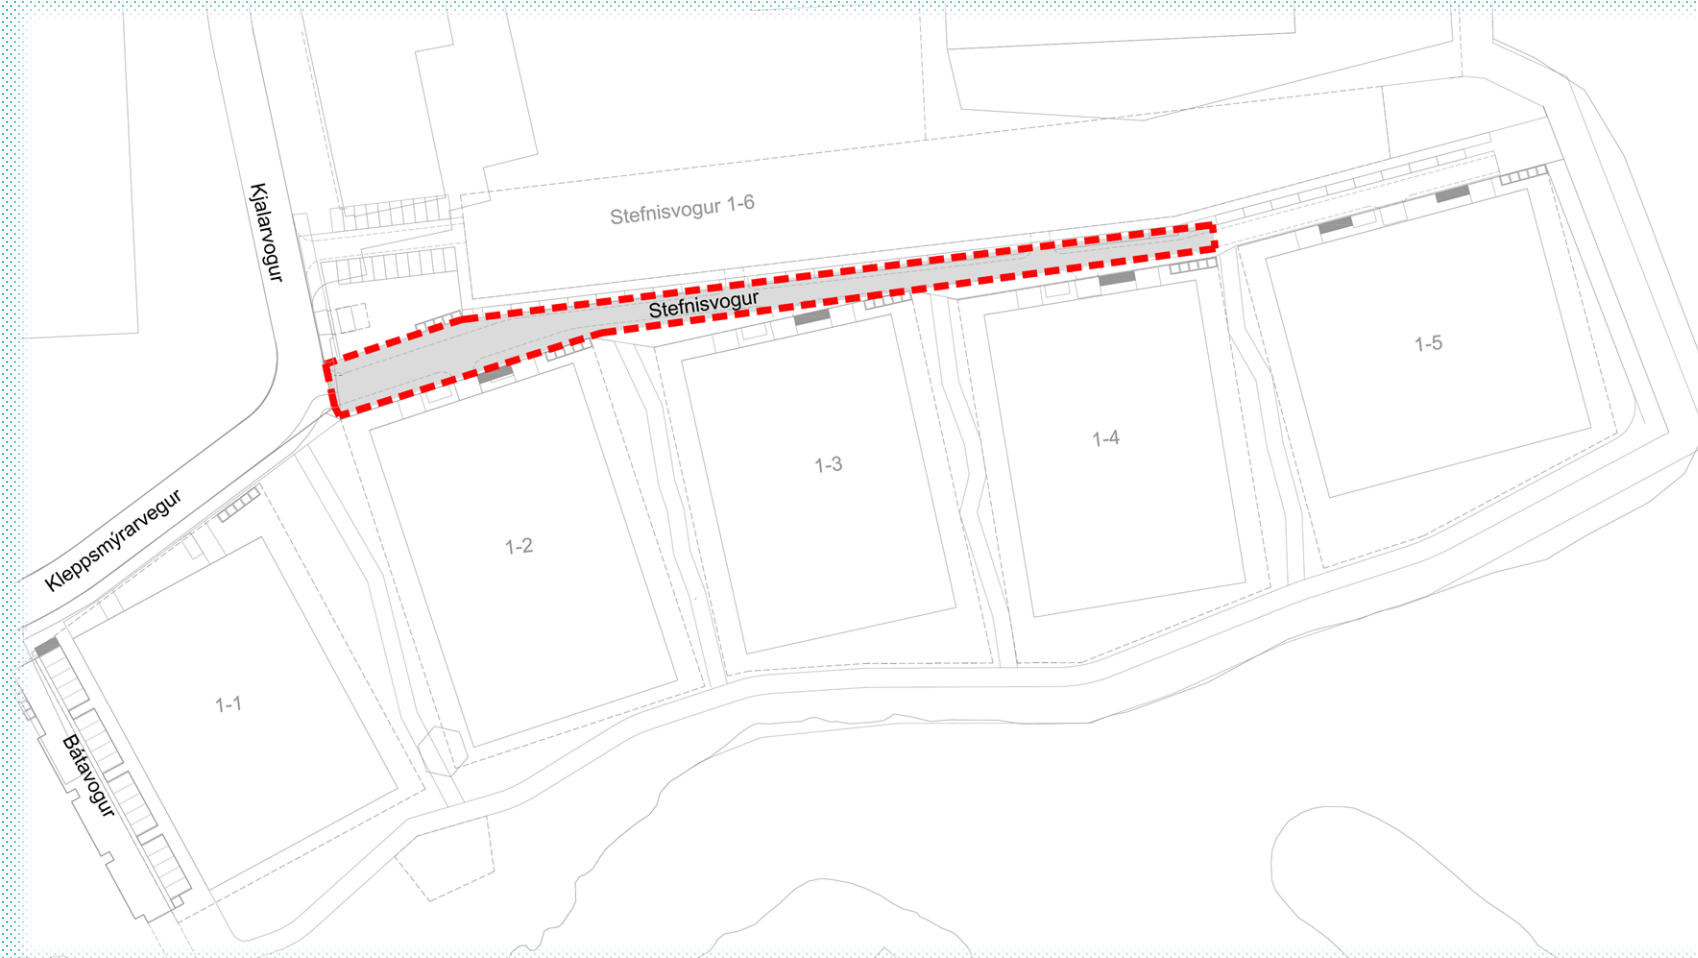 Kjalarvogur
Stefnisvogur 1-6
Stefnisvogur
1-5
1-4
1-3
1-2
Kleppsmýrarvegur
1-1
Bátavogur